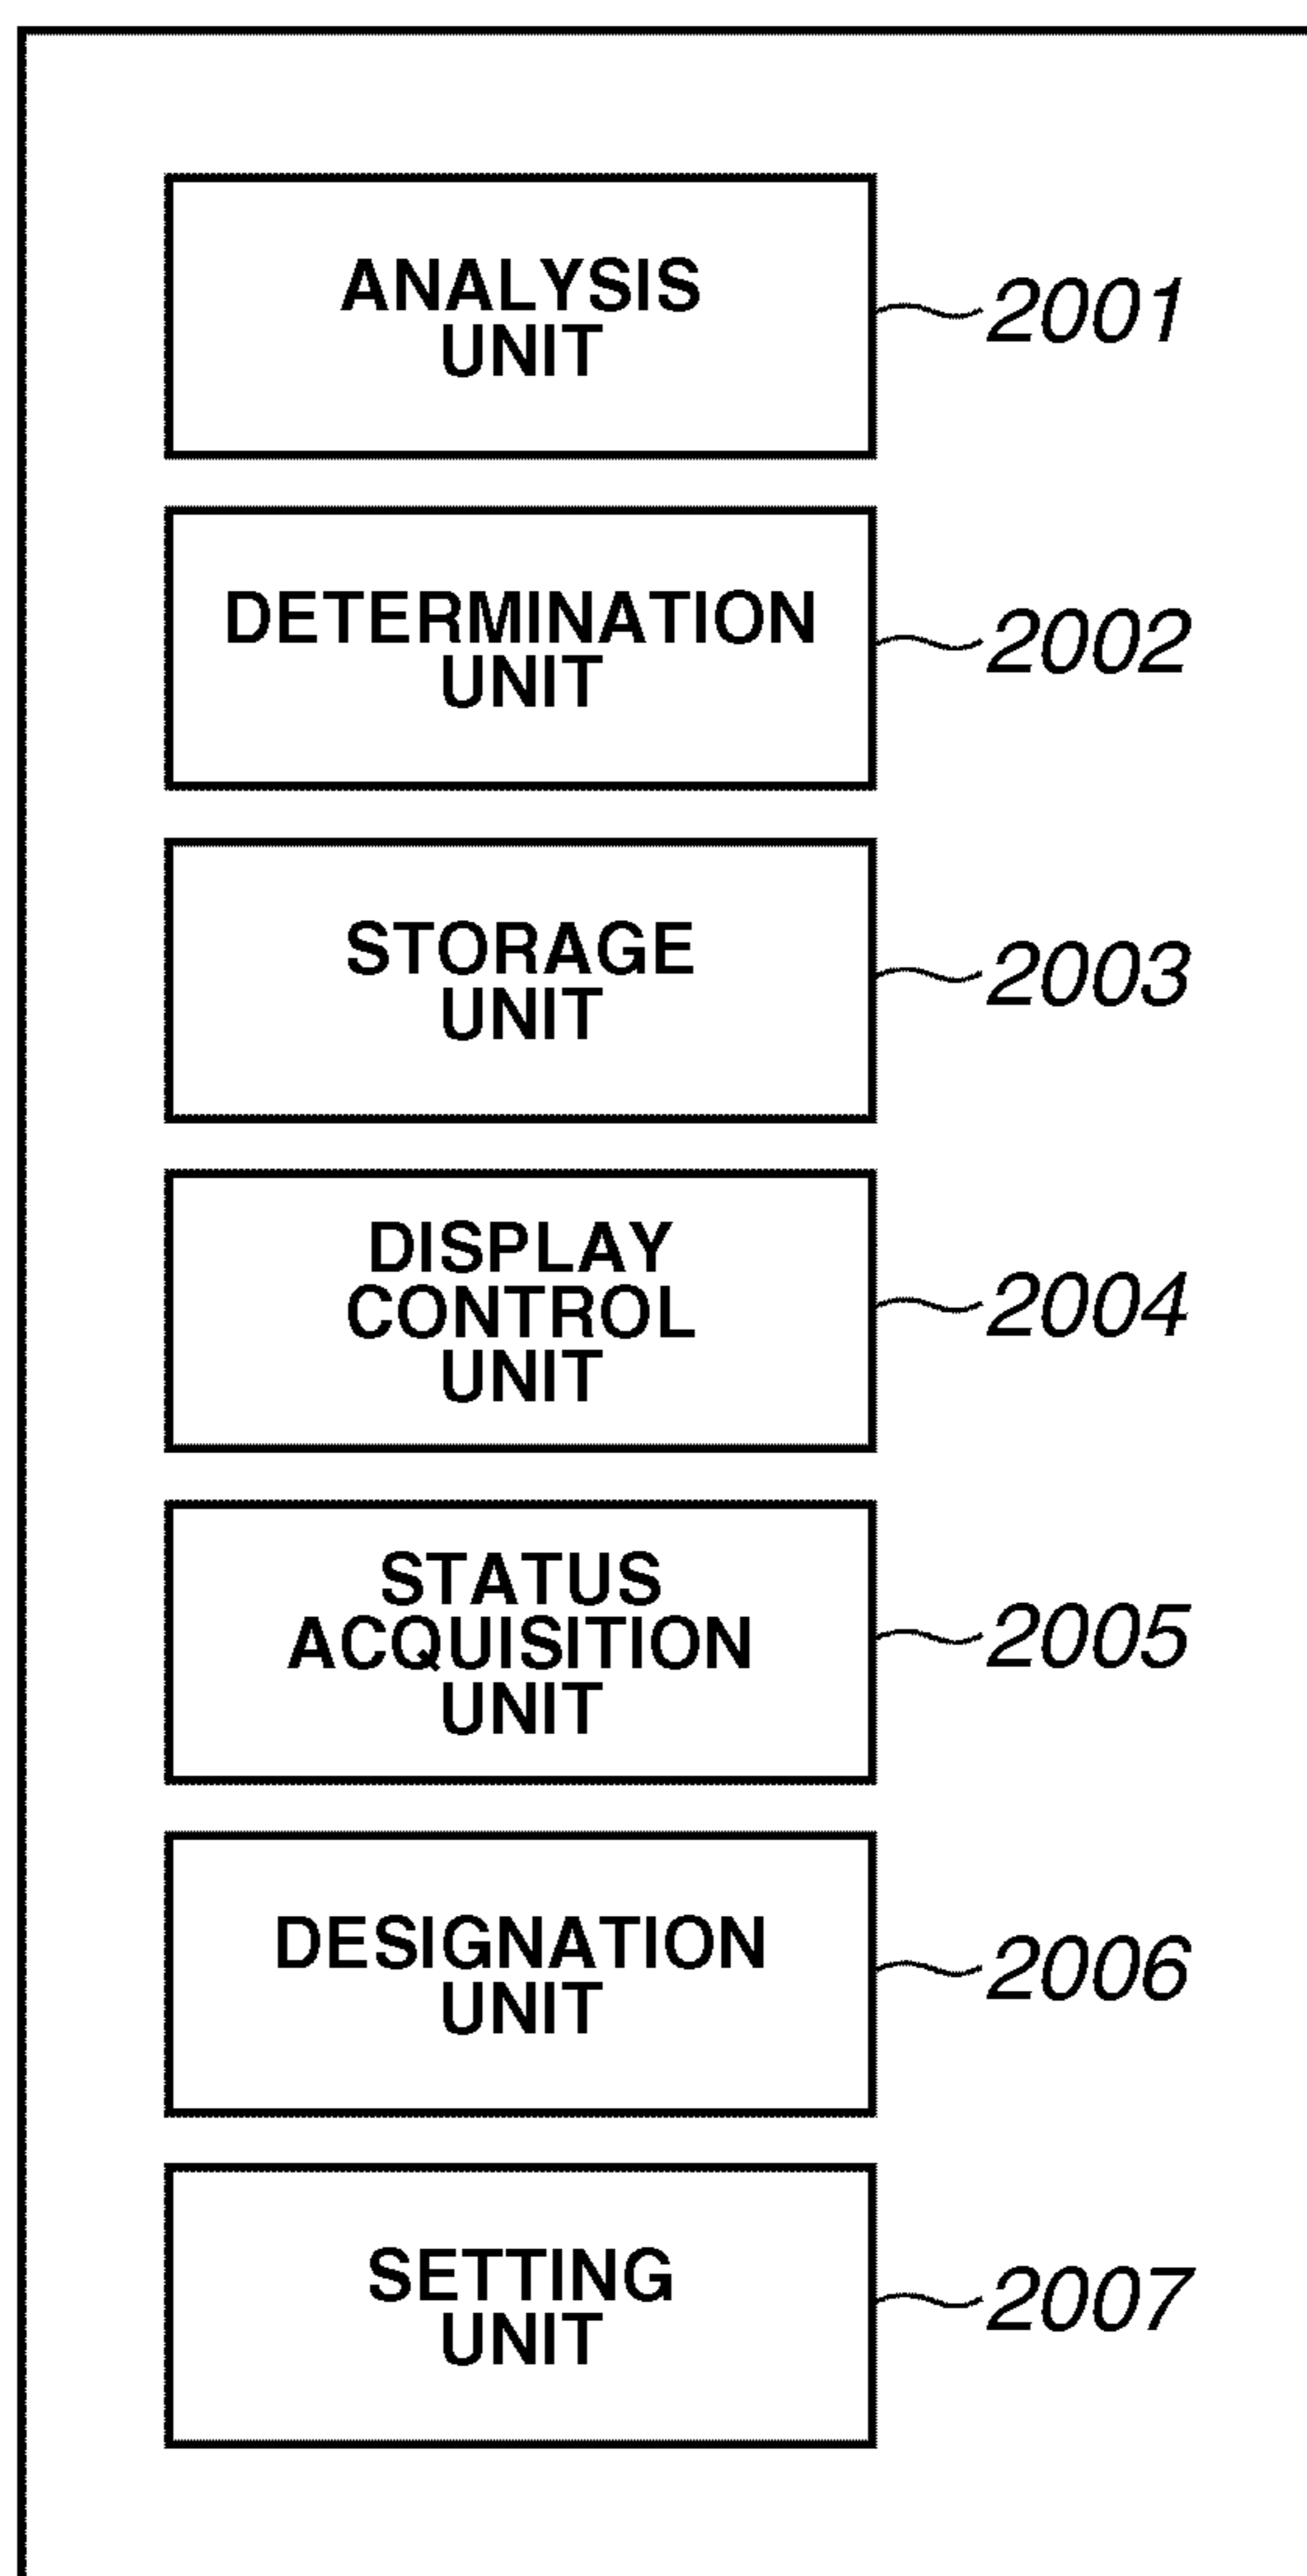 ANALYSIS
UNIT
2001
DETERMINATION
UNIT
2002
STORAGE
UNIT
2003
DISPLAY
CONTROL
UNIT
2004
STATUS
ACQUISITION
UNIT
2005
DESIGNATION
UNIT
2006
SETTING
UNIT
2007